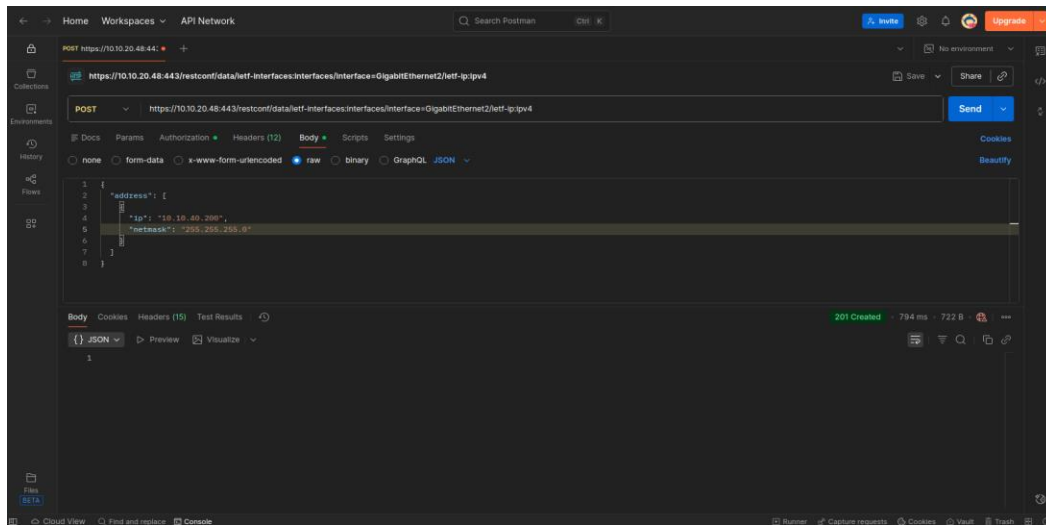 Home Workspaces API Network Search Postman Ctrl K Invite Upgrade
POST https://10.10.20.48:44: No environment
https://10.10.20.48:443/restconf/data/ietf-interfaces:interfaces/interface=GigabitEthernet2/ietf-ip:ipv4 Save Share
Collections
POST https://10.10.20.48:443/restconf/data/ietf-interfaces:interfaces/interface=GigabitEthernet2/ietf-ip:ipv4 Send
Environments
Docs Params Authorization Headers (12) Body Scripts Settings Cookies
History
none form-data x-www-form-urlencoded raw binary GraphQL JSON Beautify
Flows
1 {
2 "address": [
3 {
4 "ip": "10.10.40.200",
5 "netmask": "255.255.255.0"
6 }
7 ]
8 }
Body Cookies Headers (15) Test Results 201 Created 794 ms 722 B
{} JSON Preview Visualize
1
Files
BETA
Cloud View Find and replace Console Runner Capture requests Cookies Vault Trash